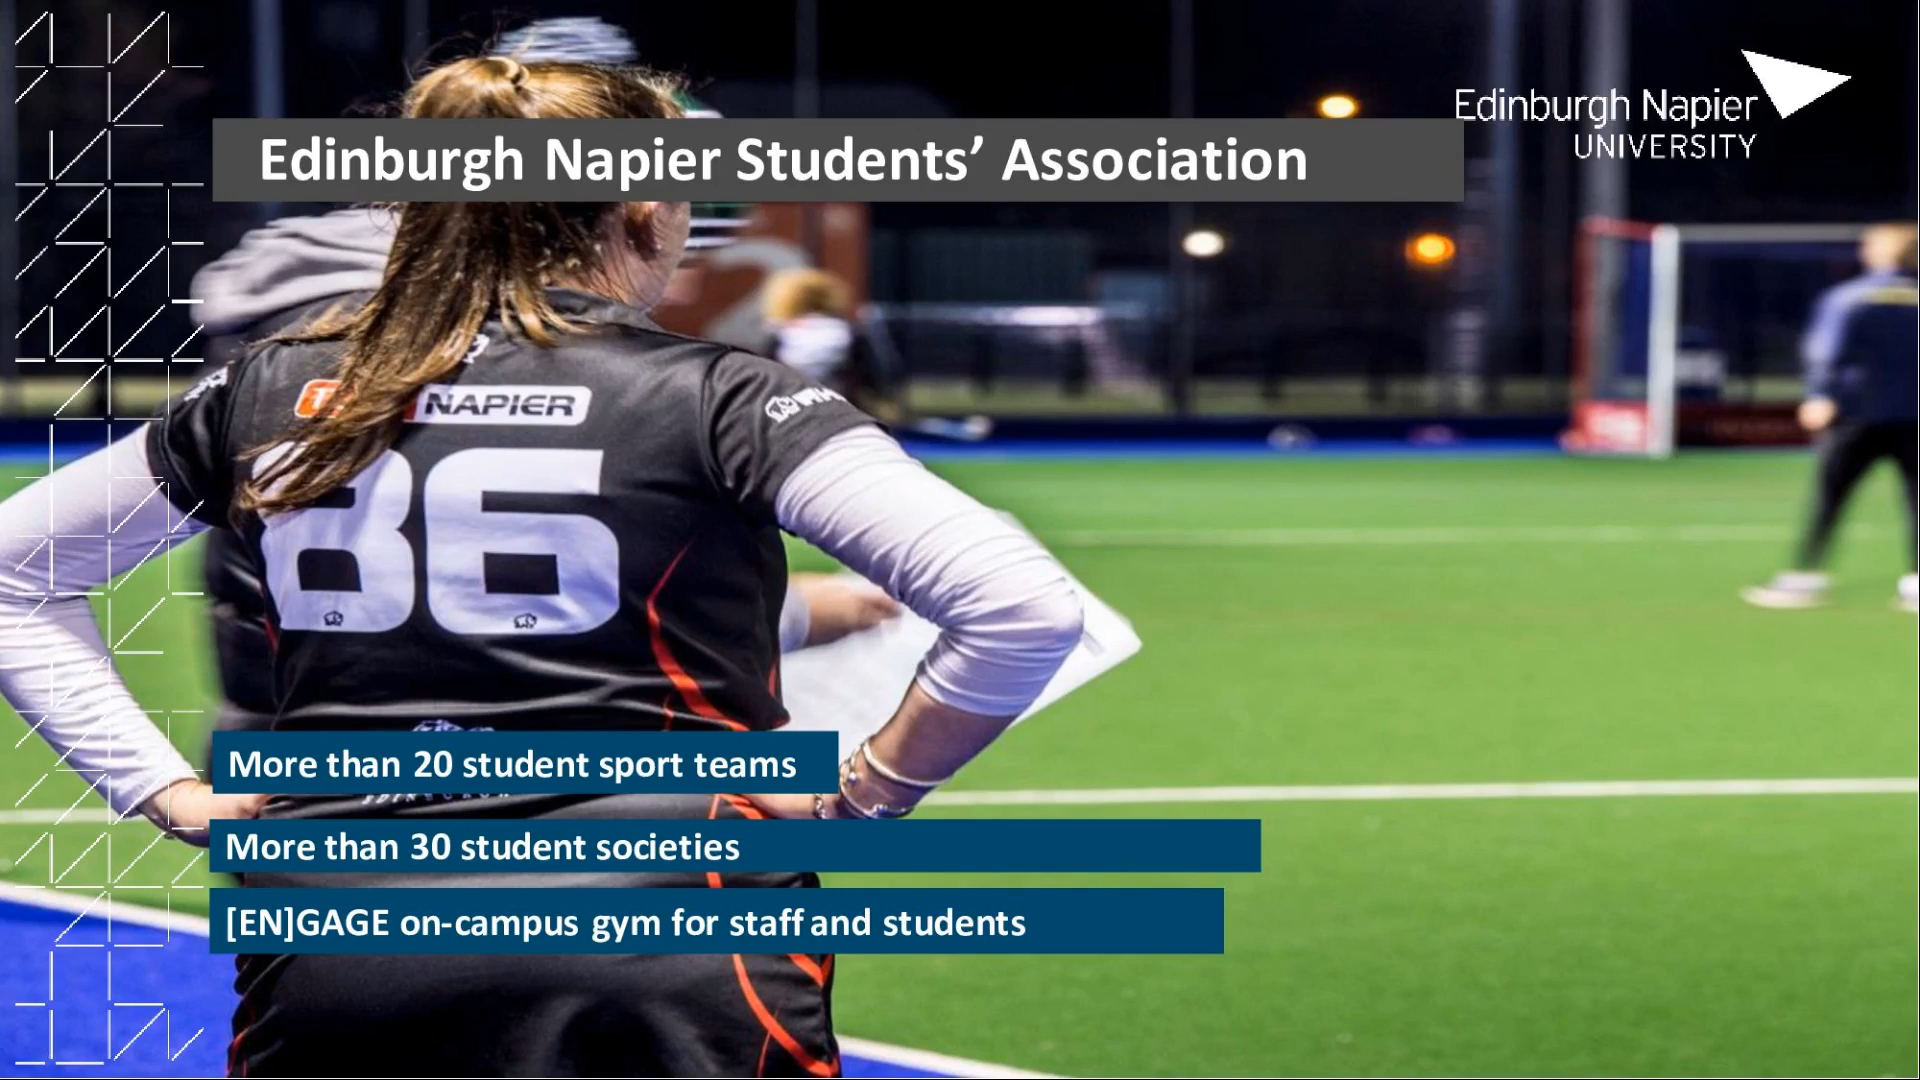 Edinburgh Napier
UNIVERSITY
Edinburgh Napier Students’ Association
NAPIER
86
More than 20 student sport teams
More than 30 student societies
[EN]GAGE on-campus gym for staff and students